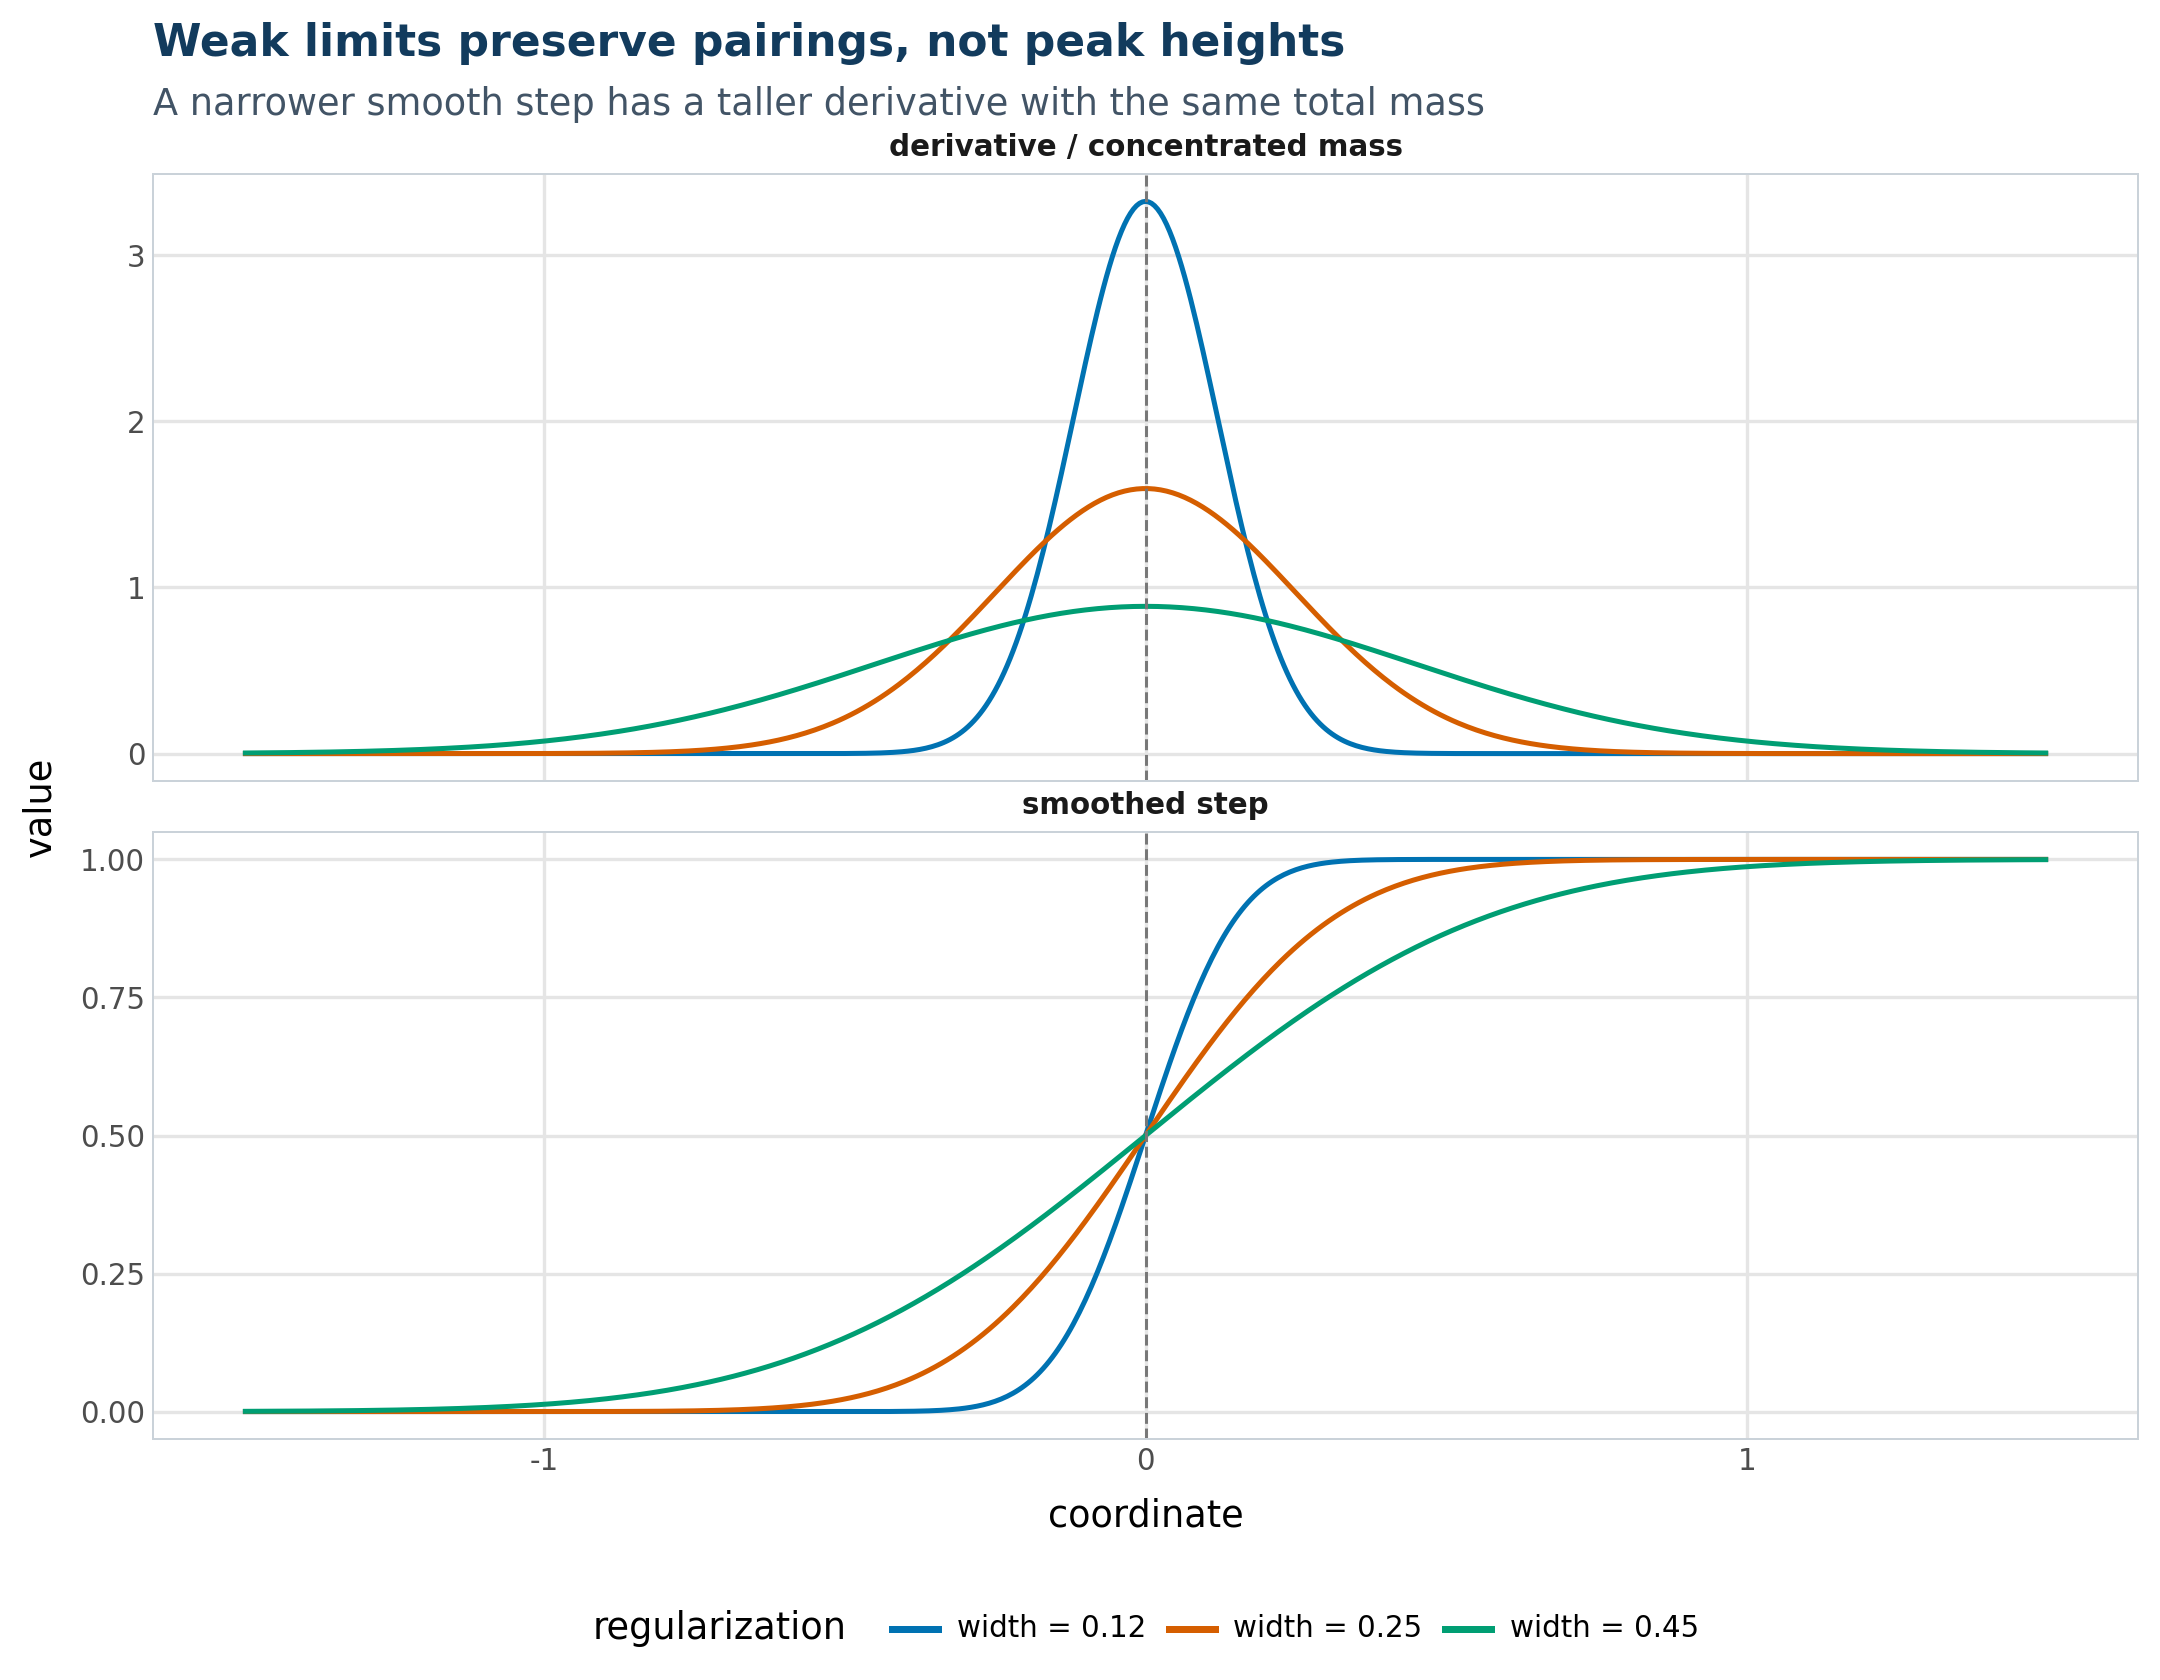 Weak limits preserve pairings, not peak heights
A narrower smooth step has a taller derivative with the same total mass
derivative / concentrated mass
3
2
1
0
value
smoothed step
1.00
0.75
0.50
0.25
0.00
-1 0 1
coordinate
regularization width = 0.12 width = 0.25 width = 0.45